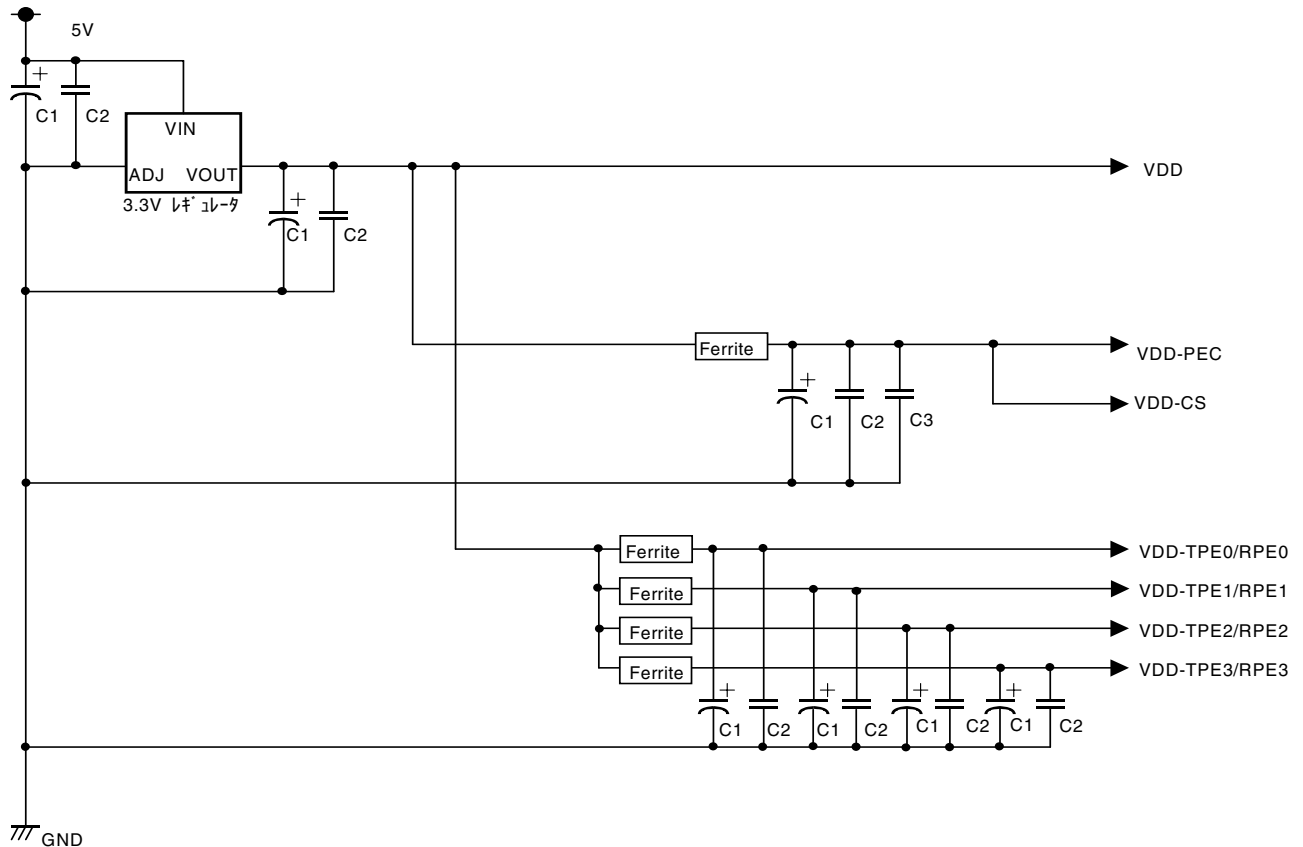 5V
+
C1
C2
VIN
ADJ VOUT
3.3V ﾚｷﾞｭﾚｰﾀ
+
C1
C2
VDD
Ferrite
VDD-PEC
+
C1
C2
C3
VDD-CS
Ferrite
VDD-TPE0/RPE0
Ferrite
VDD-TPE1/RPE1
Ferrite
VDD-TPE2/RPE2
Ferrite
VDD-TPE3/RPE3
+
C1
C2
+
C1
C2
+
C1
C2
+
C1
C2
GND